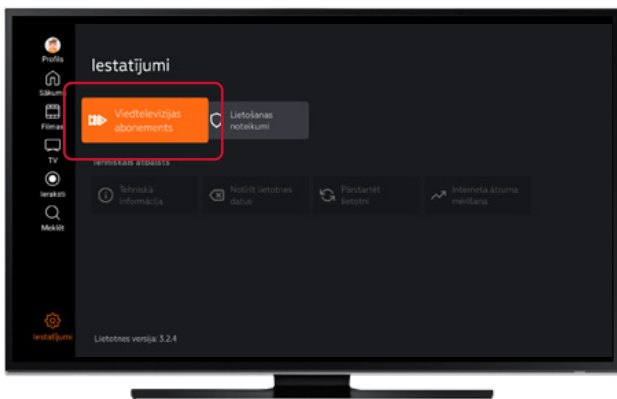 Profils
Sākums
Filmas
TV
Ieraksti
Meklēt
Iestatījumi
Iestatījumi
Viedtelevīzijas
abonements
Lietošanas
noteikumi
Tehniskais atbalsts
Tehniskā
informācija
Notīrīt lietotnes
datus
Pārstartēt
lietotni
Interneta ātruma
mērīšana
Lietotnes versija: 3.2.4